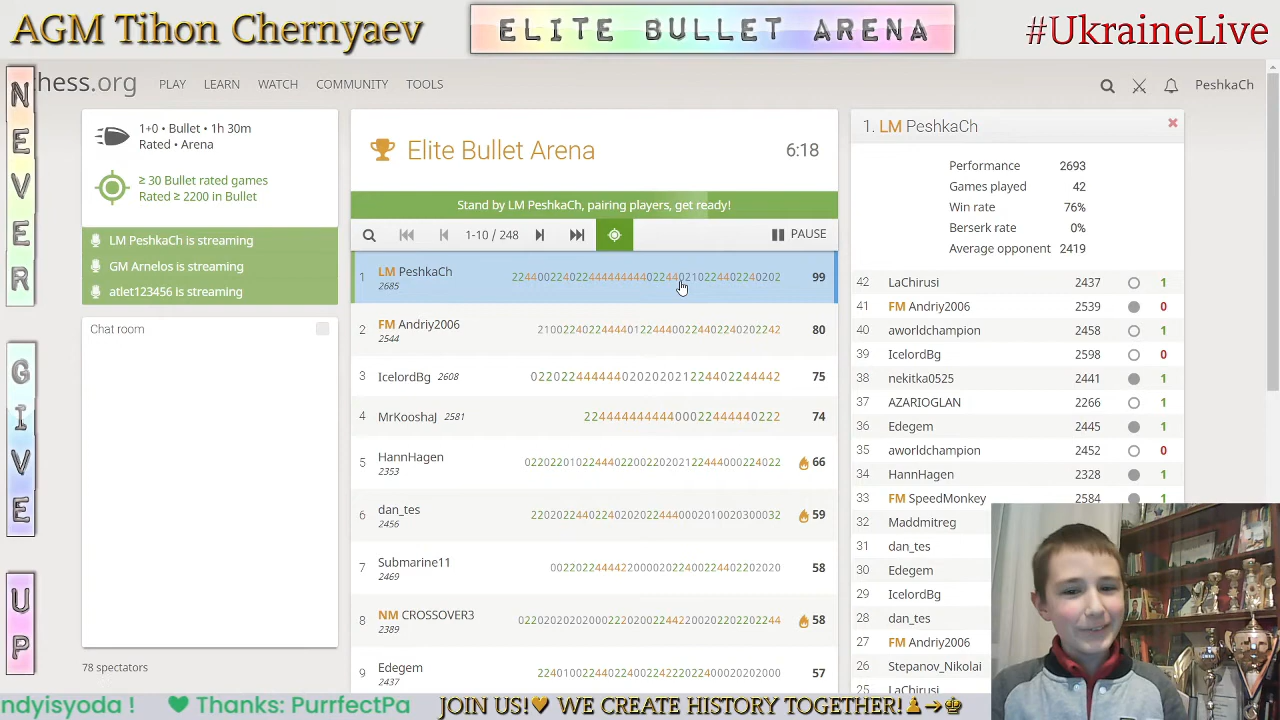 AGM Tihon Chernyaev
ELITE BULLET ARENA
#UkraineLive
NEVER
GIVE
UP
hess.org
PLAY LEARN WATCH COMMUNITY TOOLS
PeshkaCh
1+0 • Bullet • 1h 30m
Rated • Arena
≥ 30 Bullet rated games
Rated ≥ 2200 in Bullet
LM PeshkaCh is streaming
GM Arnelos is streaming
atlet123456 is streaming
Chat room
78 spectators
Elite Bullet Arena 6:18
Stand by LM PeshkaCh, pairing players, get ready!
1-10 / 248 PAUSE
1 LM PeshkaCh 2685 99
2 FM Andriy2006 2544 80
3 IcelordBg 2608 022022444444020202021224402244442 75
4 MrKooshaJ 2581 74
5 HannHagen 2353 66
6 dan_tes 2456 59
7 Submarine11 2469 58
8 NM CROSSOVER3 2389 58
9 Edegem 2437 57
1. LM PeshkaCh
Performance 2693
Games played 42
Win rate 76%
Berserk rate 0%
Average opponent 2419
42 LaChirusi 2437 1
41 FM Andriy2006 2539 0
40 aworldchampion 2458 1
39 IcelordBg 2598 0
38 nekitka0525 2441 1
37 AZARIOGLAN 2266 1
36 Edegem 2445 1
35 aworldchampion 2452 0
34 HannHagen 2328 1
33 FM SpeedMonkey 2584 1
32 Maddmitreg
31 dan_tes
30 Edegem
29 IcelordBg
28 dan_tes
27 FM Andriy2006
26 Stepanov_Nikolai
25 LaChirusi
ndyisyoda ! Thanks: PurrfectPa
JOIN US! WE CREATE HISTORY TOGETHER!